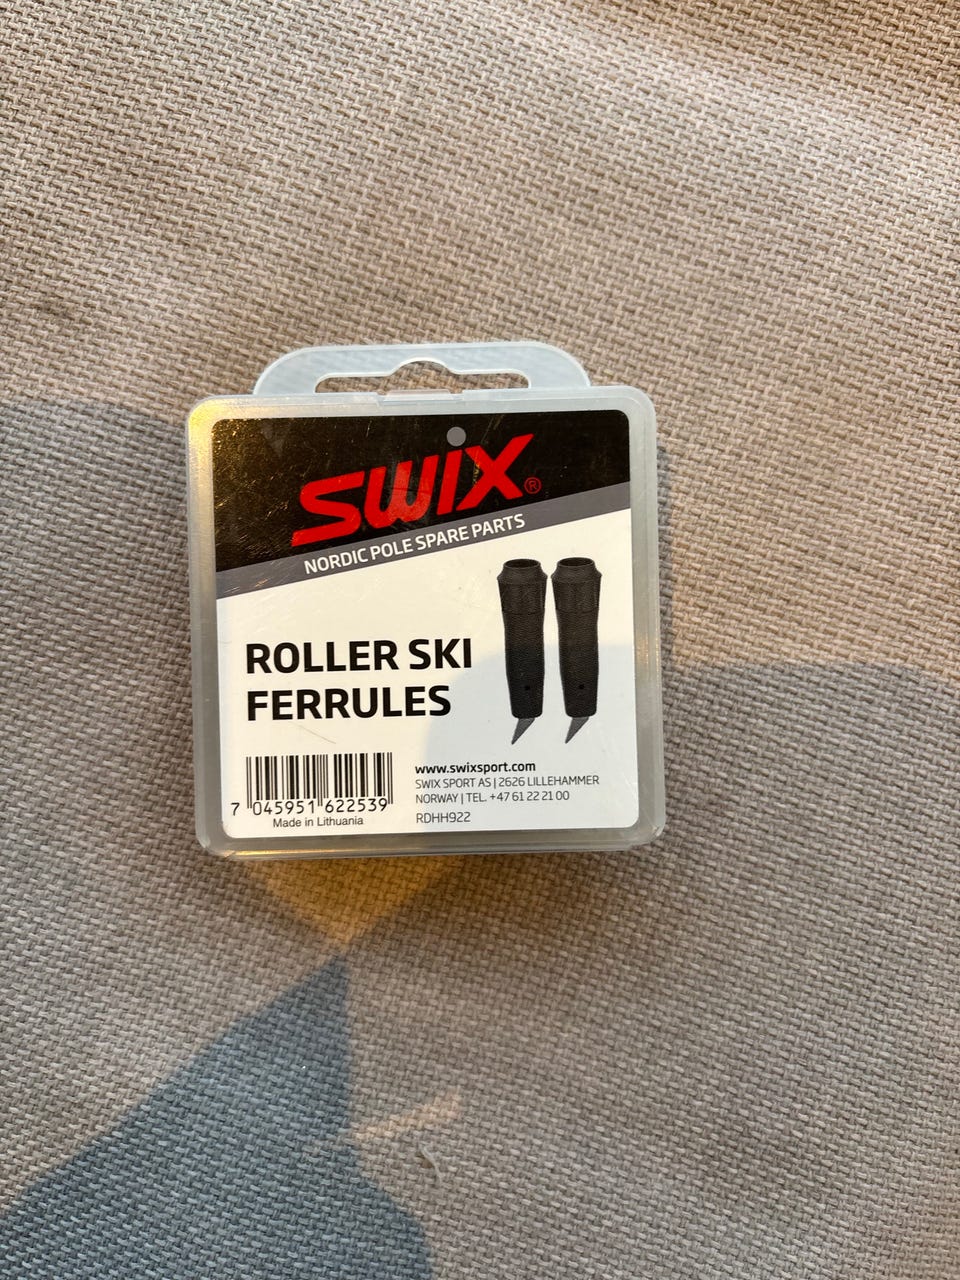 SWIX®
NORDIC POLE SPARE PARTS
ROLLER SKI
FERRULES
7 045951 622539
Made in Lithuania
www.swixsport.com
SWIX SPORT AS | 2626 LILLEHAMMER
NORWAY | TEL. +47 61 22 21 00
RDHH922